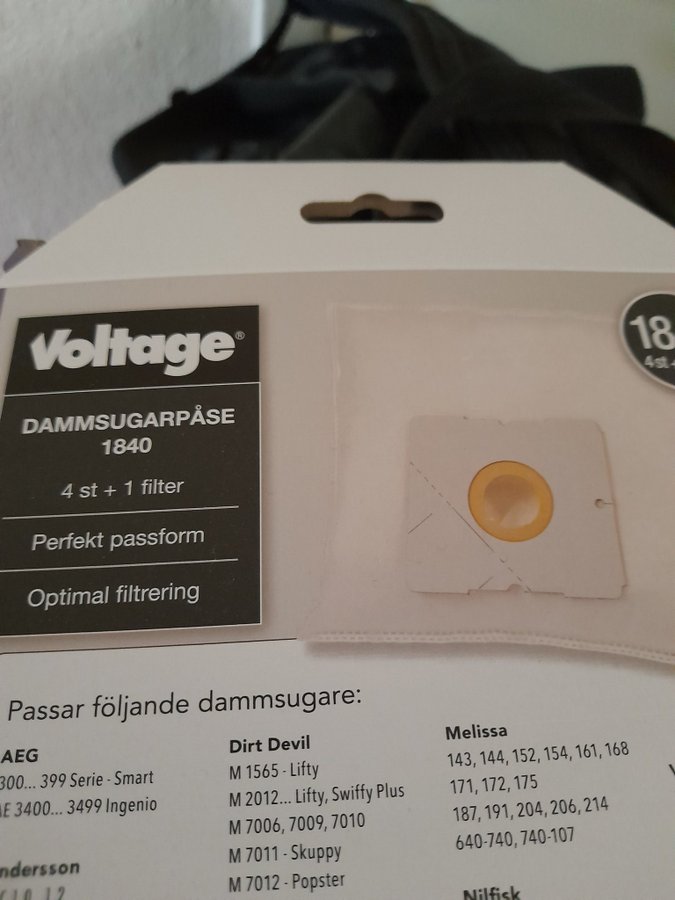 Voltage®
DAMMSUGARPÅSE
1840
4 st + 1 filter
Perfekt passform
Optimal filtrering
18
4 st
Passar följande dammsugare:
AEG
300... 399 Serie - Smart
AE 3400... 3499 Ingenio
ndersson
Dirt Devil
M 1565 - Lifty
M 2012... Lifty, Swiffy Plus
M 7006, 7009, 7010
M 7011 - Skuppy
M 7012 - Popster
Melissa
143, 144, 152, 154, 161, 168
171, 172, 175
187, 191, 204, 206, 214
640-740, 740-107
Nilfisk